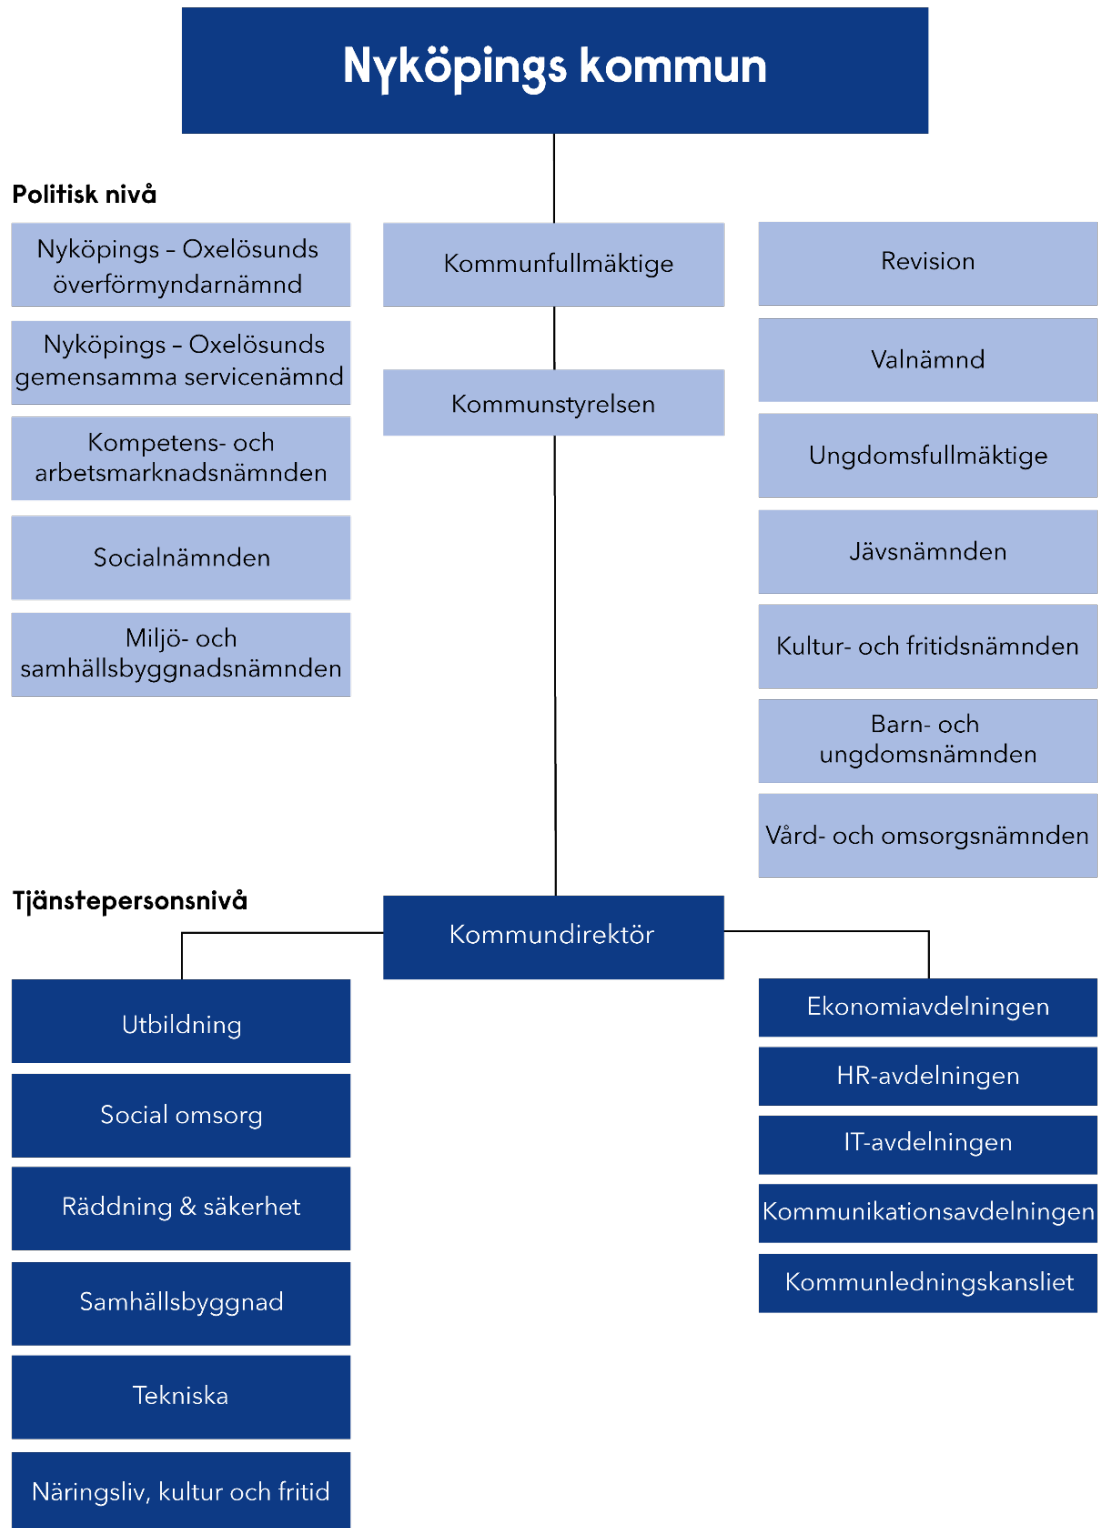 Nyköpings kommun
Politisk nivå
Nyköpings – Oxelösunds
överförmyndarnämnd
Nyköpings – Oxelösunds
gemensamma servicenämnd
Kompetens- och
arbetsmarknadsnämnden
Socialnämnden
Miljö- och
samhällsbyggnadsnämnden
Kommunfullmäktige
Kommunstyrelsen
Revision
Valnämnd
Ungdomsfullmäktige
Jävsnämnden
Kultur- och fritidsnämnden
Barn- och
ungdomsnämnden
Vård- och omsorgsnämnden
Tjänstepersonsnivå
Kommundirektör
Utbildning
Social omsorg
Räddning & säkerhet
Samhällsbyggnad
Tekniska
Näringsliv, kultur och fritid
Ekonomiavdelningen
HR-avdelningen
IT-avdelningen
Kommunikationsavdelningen
Kommunledningskansliet